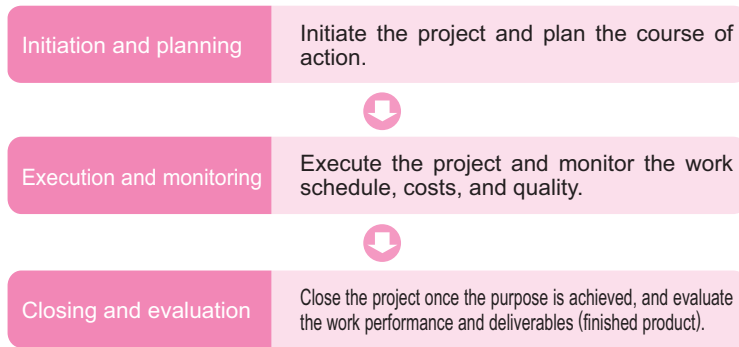 Initiation and planning
Initiate the project and plan the course of
action.
Execution and monitoring
Execute the project and monitor the work
schedule, costs, and quality.
Closing and evaluation
Close the project once the purpose is achieved, and evaluate
the work performance and deliverables (finished product).